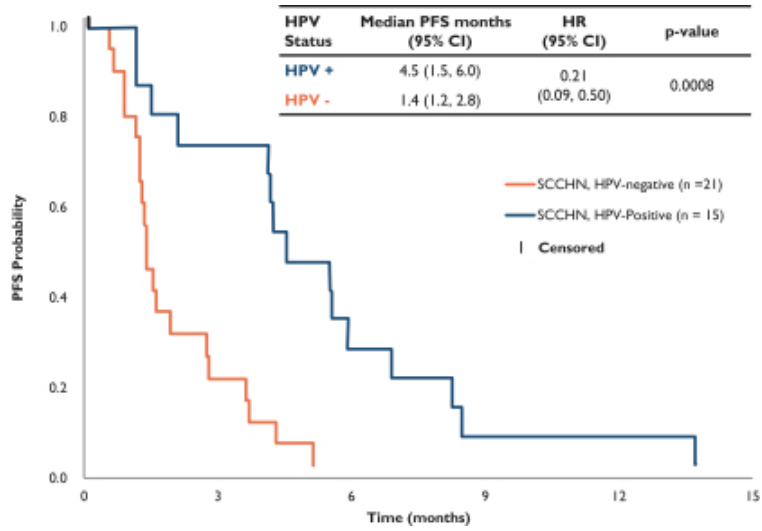 HPV Status | Median PFS months (95% CI) | HR (95% CI) | p-value
HPV + | 4.5 (1.5, 6.0) | 0.21 (0.09, 0.50) | 0.0008
HPV - | 1.4 (1.2, 2.8)
SCCHN, HPV-negative (n =21)
SCCHN, HPV-Positive (n = 15)
| Censored
PFS Probability
1.0
0.8
0.6
0.4
0.2
0.0
0 3 6 9 12 15
Time (months)